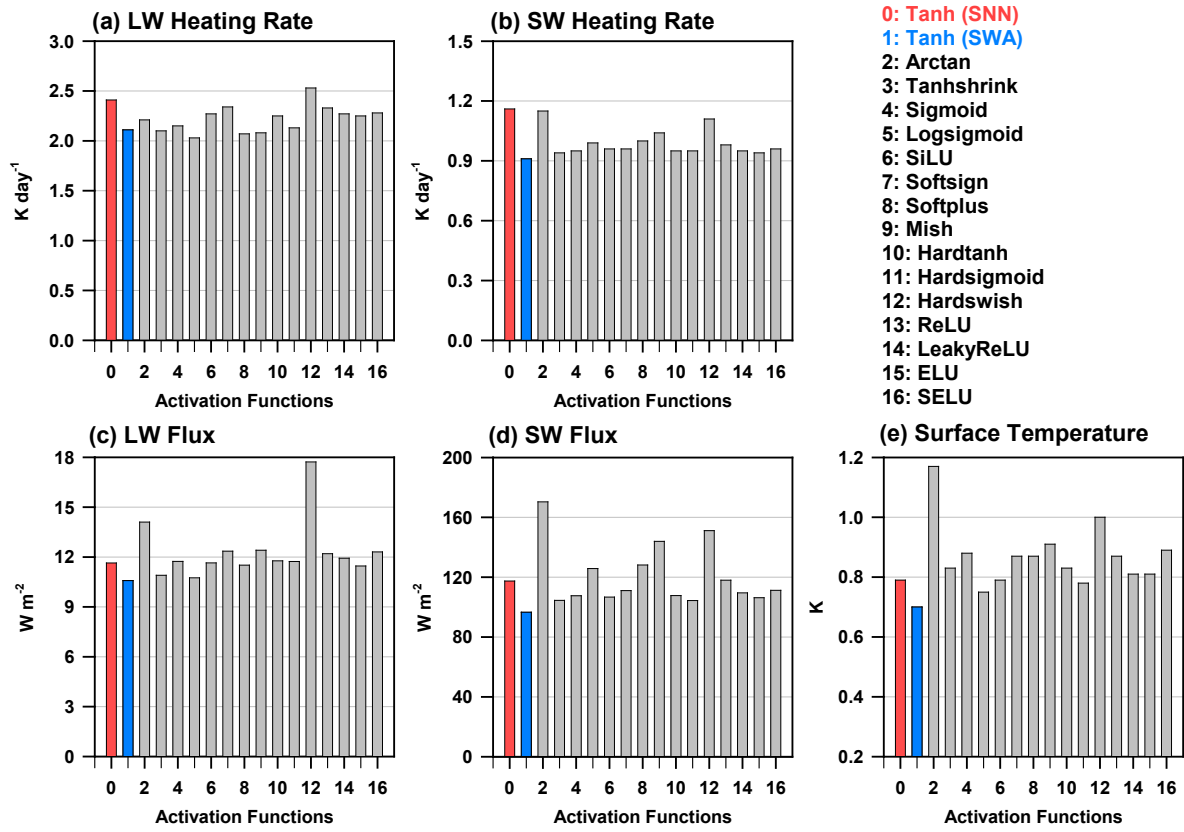 (a) LW Heating Rate
3.0
2.5
2.0
1.5
1.0
0.5
0.0
K day-1
0 2 4 6 8 10 12 14 16
Activation Functions
(b) SW Heating Rate
1.5
1.2
0.9
0.6
0.3
0.0
K day-1
0 2 4 6 8 10 12 14 16
Activation Functions
0: Tanh (SNN)
1: Tanh (SWA)
2: Arctan
3: Tanhshrink
4: Sigmoid
5: Logsigmoid
6: SiLU
7: Softsign
8: Softplus
9: Mish
10: Hardtanh
11: Hardsigmoid
12: Hardswish
13: ReLU
14: LeakyReLU
15: ELU
16: SELU
(c) LW Flux
18
15
12
9
6
3
0
W m-2
0 2 4 6 8 10 12 14 16
Activation Functions
(d) SW Flux
200
160
120
80
40
0
W m-2
0 2 4 6 8 10 12 14 16
Activation Functions
(e) Surface Temperature
1.2
1.0
0.8
0.6
0.4
0.2
K
0 2 4 6 8 10 12 14 16
Activation Functions